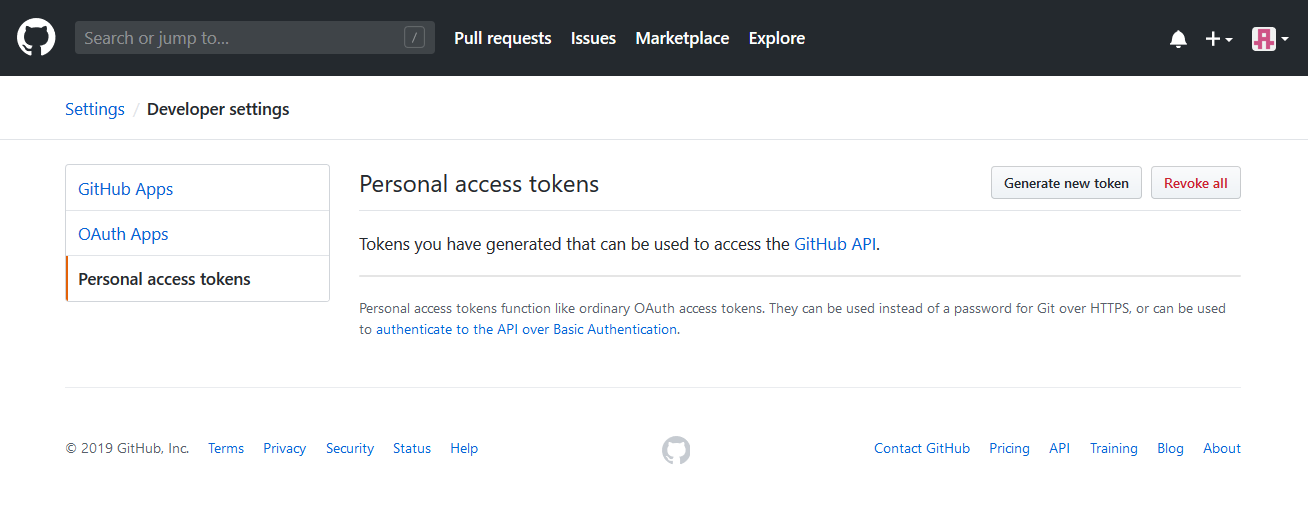 Search or jump to... / Pull requests Issues Marketplace Explore
Settings / Developer settings
GitHub Apps
OAuth Apps
Personal access tokens
Personal access tokens Generate new token Revoke all
Tokens you have generated that can be used to access the GitHub API.
Personal access tokens function like ordinary OAuth access tokens. They can be used instead of a password for Git over HTTPS, or can be used
to authenticate to the API over Basic Authentication.
© 2019 GitHub, Inc. Terms Privacy Security Status Help Contact GitHub Pricing API Training Blog About